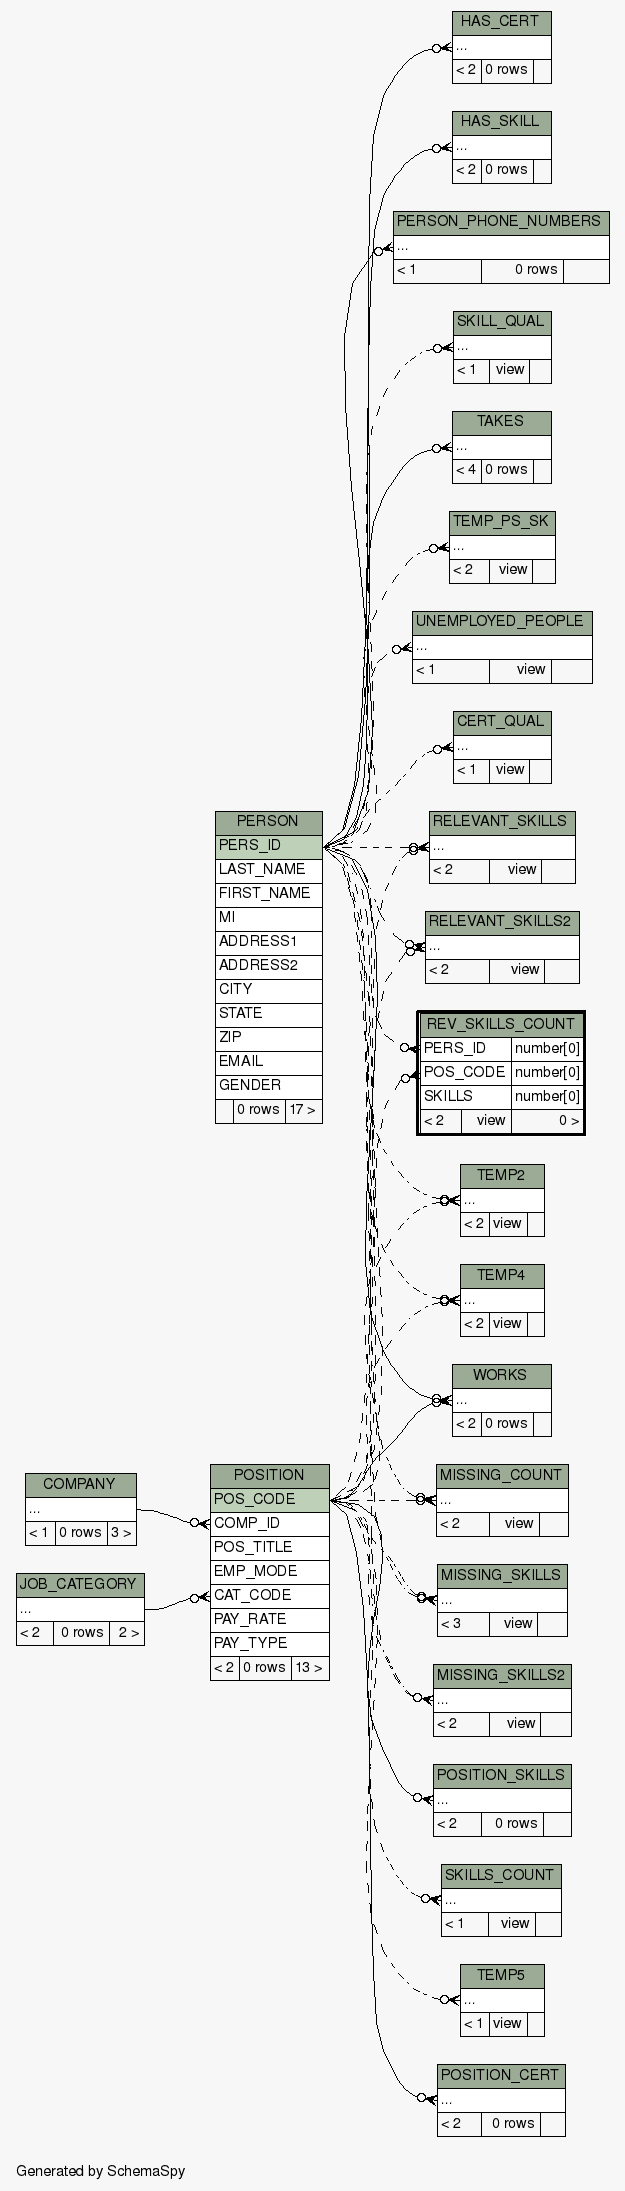 HAS_CERT
...
< 2 0 rows
HAS_SKILL
...
< 2 0 rows
PERSON_PHONE_NUMBERS
...
< 1 0 rows
SKILL_QUAL
...
< 1 view
TAKES
...
< 4 0 rows
TEMP_PS_SK
...
< 2 view
UNEMPLOYED_PEOPLE
...
< 1 view
CERT_QUAL
...
< 1 view
PERSON
PERS_ID
LAST_NAME
FIRST_NAME
MI
ADDRESS1
ADDRESS2
CITY
STATE
ZIP
EMAIL
GENDER
0 rows 17 >
RELEVANT_SKILLS
...
< 2 view
RELEVANT_SKILLS2
...
< 2 view
REV_SKILLS_COUNT
PERS_ID number[0]
POS_CODE number[0]
SKILLS number[0]
< 2 view 0 >
TEMP2
...
< 2 view
TEMP4
...
< 2 view
WORKS
...
< 2 0 rows
COMPANY
...
< 1 0 rows 3 >
JOB_CATEGORY
...
< 2 0 rows 2 >
POSITION
POS_CODE
COMP_ID
POS_TITLE
EMP_MODE
CAT_CODE
PAY_RATE
PAY_TYPE
< 2 0 rows 13 >
MISSING_COUNT
...
< 2 view
MISSING_SKILLS
...
< 3 view
MISSING_SKILLS2
...
< 2 view
POSITION_SKILLS
...
< 2 0 rows
SKILLS_COUNT
...
< 1 view
TEMP5
...
< 1 view
POSITION_CERT
...
< 2 0 rows
Generated by SchemaSpy